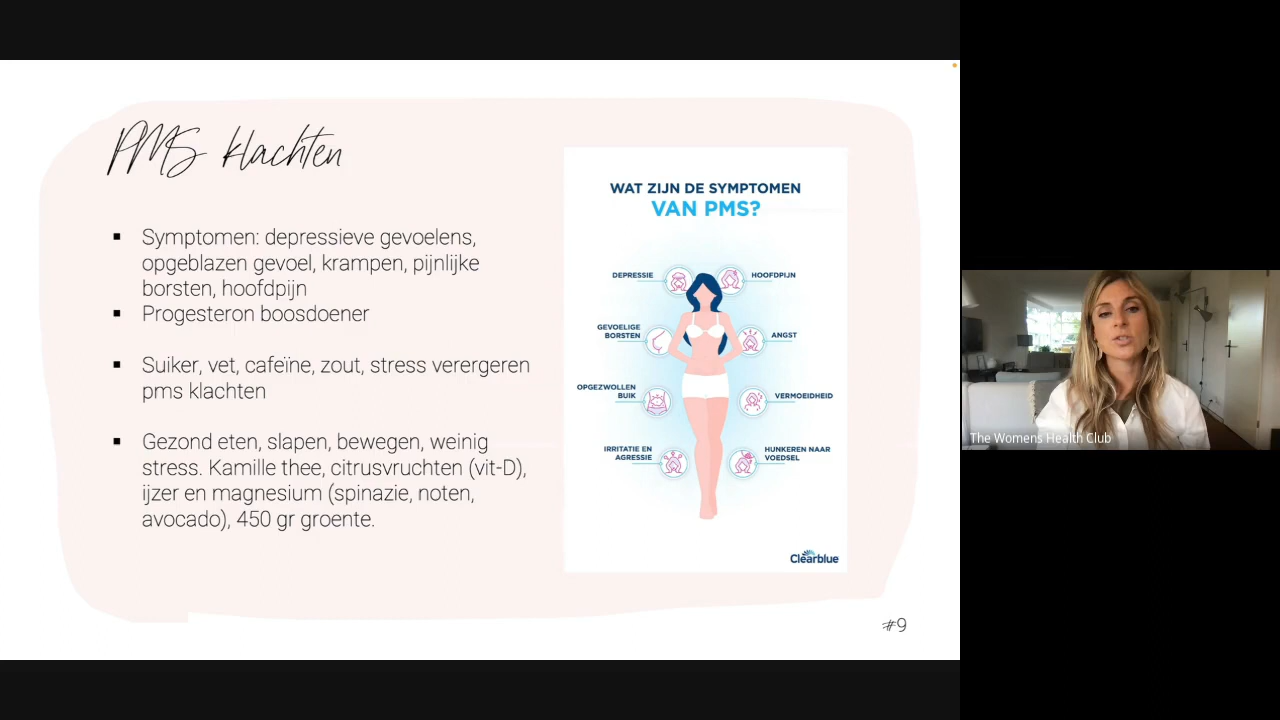 PMS klachten
▪ Symptomen: depressieve gevoelens,
opgeblazen gevoel, krampen, pijnlijke
borsten, hoofdpijn
▪ Progesteron boosdoener
▪ Suiker, vet, cafeïne, zout, stress verergeren
pms klachten
▪ Gezond eten, slapen, bewegen, weinig
stress. Kamille thee, citrusvruchten (vit-D),
ijzer en magnesium (spinazie, noten,
avocado), 450 gr groente.
WAT ZIJN DE SYMPTOMEN
VAN PMS?
DEPRESSIE
HOOFDPIJN
GEVOELIGE
BORSTEN
ANGST
OPGEZWOLLEN
BUIK
VERMOEIDHEID
IRRITATIE EN
AGRESSIE
HUNKEREN NAAR
VOEDSEL
Clearblue
#9
The Womens Health Club